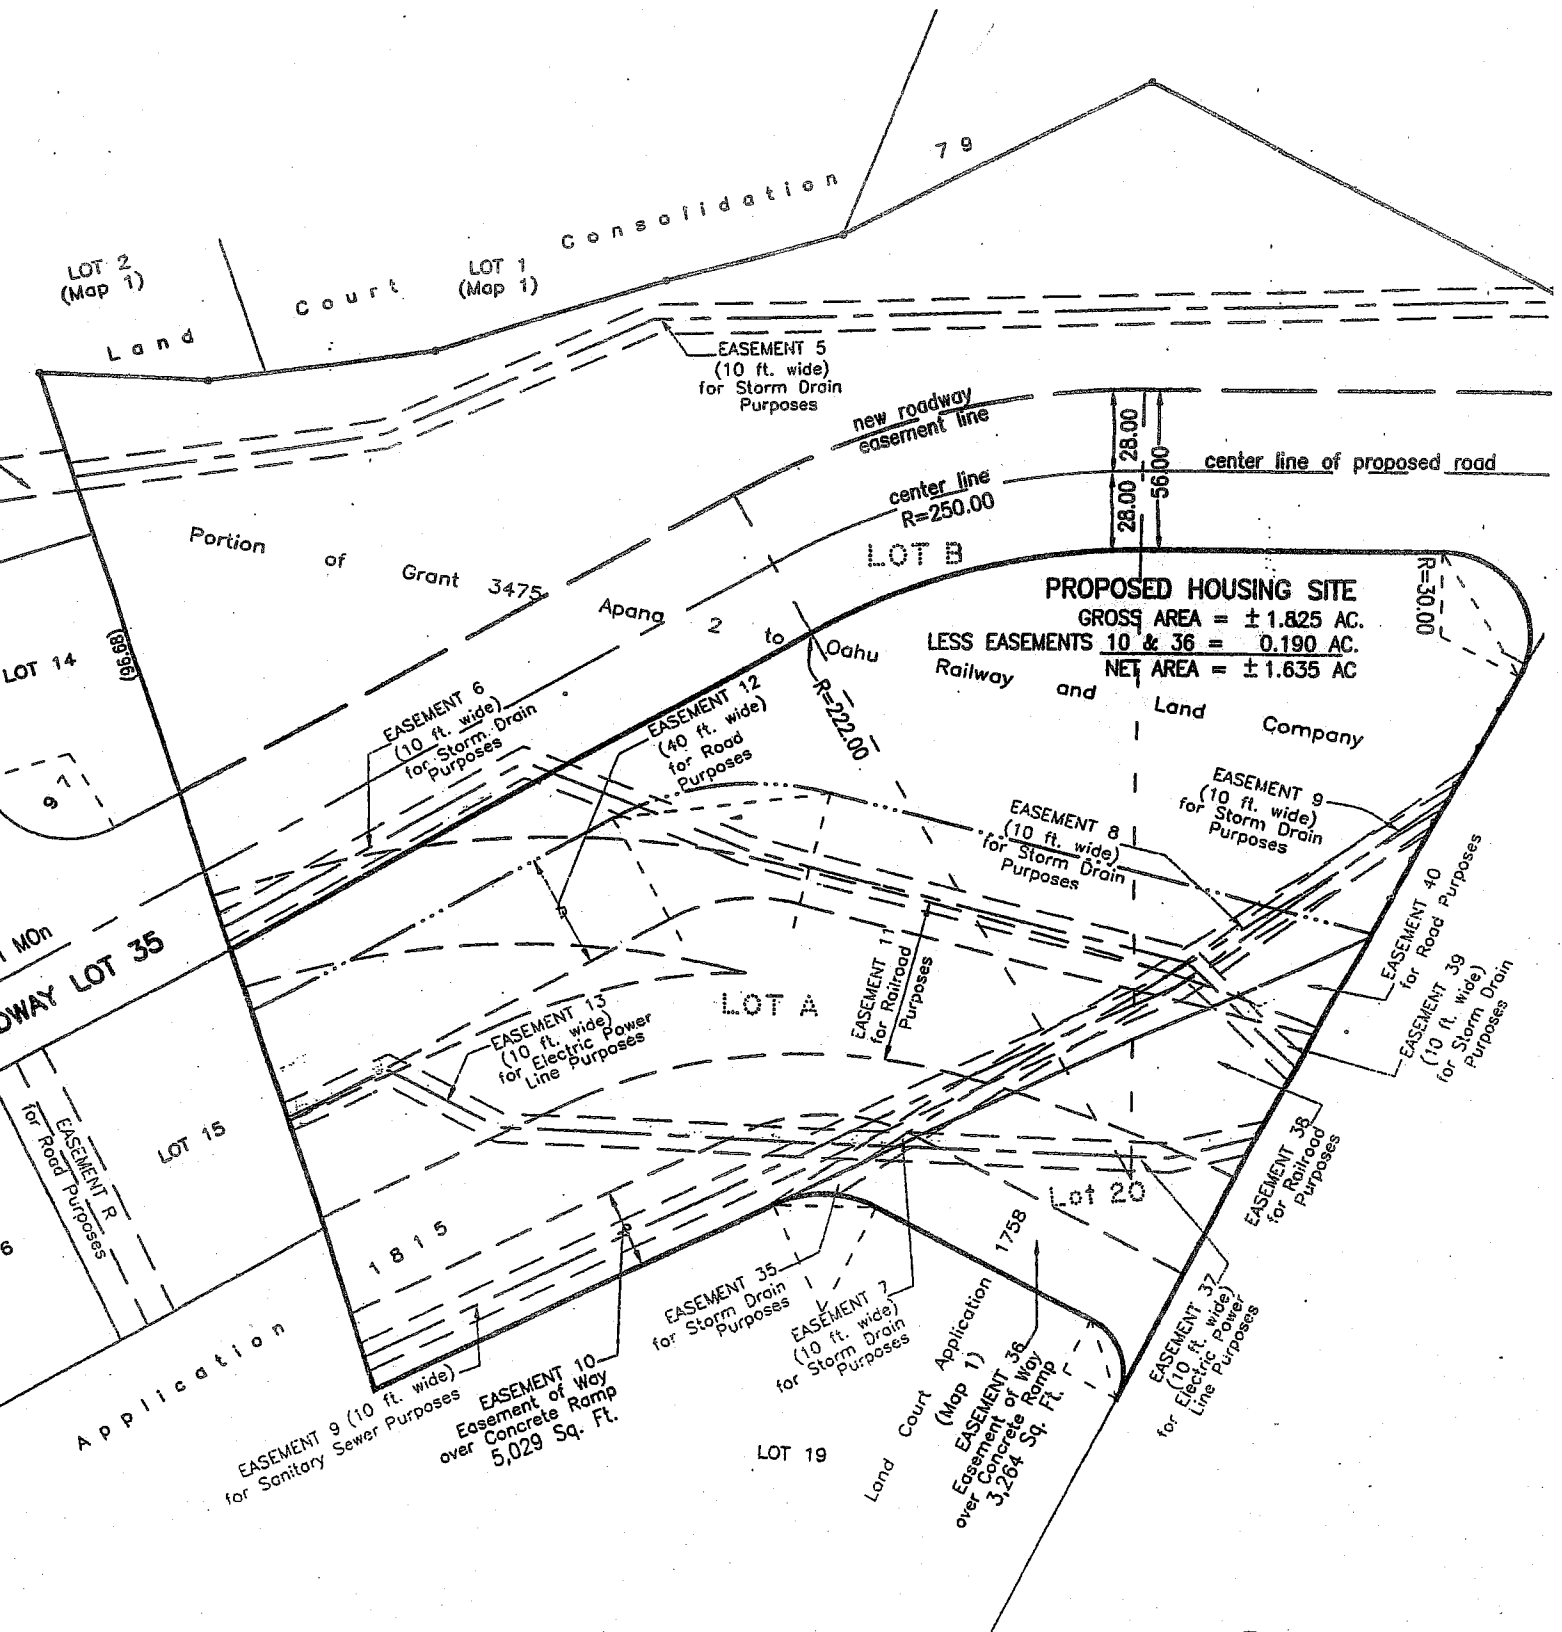 7 9
Land Court Consolidation
LOT 2
(Map 1)
LOT 1
(Map 1)
EASEMENT 5
(10 ft. wide)
for Storm Drain
Purposes
new roadway
easement line
28.00
28.00
56.00
center line of proposed road
center line
R=250.00
LOT B
Portion of Grant 3475 Apana 2 to Oahu Railway and Land Company
PROPOSED HOUSING SITE
GROSS AREA = ± 1.825 AC.
LESS EASEMENTS 10 & 36 = 0.190 AC.
NET AREA = ± 1.635 AC
R=30.00
R=222.00
LOT 14
(89.96)
EASEMENT 6
(10 ft. wide)
for Storm Drain
Purposes
EASEMENT 12
(40 ft. wide)
for Road
Purposes
EASEMENT 8
(10 ft. wide)
for Storm Drain
Purposes
EASEMENT 9
(10 ft. wide)
for Storm Drain
Purposes
EASEMENT 40
for Road Purposes
EASEMENT 39
(10 ft. wide)
for Storm Drain
Purposes
EASEMENT 38
for Railroad
Purposes
EASEMENT 37
(10 ft. wide)
for Electric Power
Line Purposes
EASEMENT 11
for Railroad
Purposes
LOT A
EASEMENT 13
(10 ft. wide)
for Electric Power
Line Purposes
DWAY LOT 35
LOT 15
EASEMENT R
for Road Purposes
6
1815
Application
Lot 20
1758
Land Court Application
(Map 1)
EASEMENT 36
Easement of Way
over Concrete Ramp
3,264 Sq. Ft.
EASEMENT 35
for Storm Drain
Purposes
EASEMENT 7
(10 ft. wide)
for Storm Drain
Purposes
EASEMENT 10
Easement of Way
over Concrete Ramp
5,029 Sq. Ft.
EASEMENT 9 (10 ft. wide)
for Sanitary Sewer Purposes
LOT 19